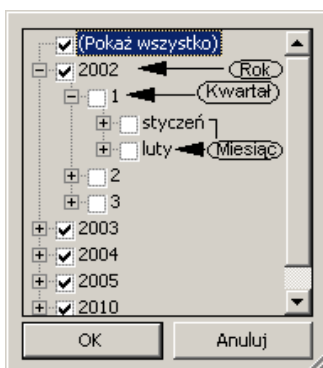 (Pokaż wszystko)
2002 Rok
1 Kwartał
styczeń
luty Miesiąc
2
3
2003
2004
2005
2010
OK Anuluj